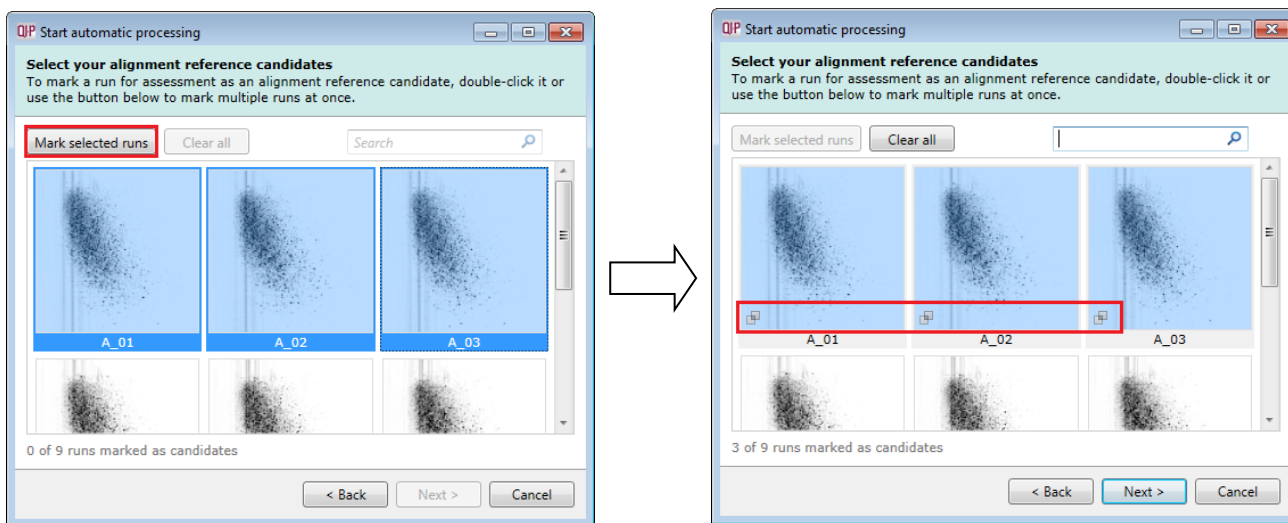 QIP Start automatic processing
Select your alignment reference candidates
To mark a run for assessment as an alignment reference candidate, double-click it or
use the button below to mark multiple runs at once.
Mark selected runs Clear all Search
A_01 A_02 A_03
0 of 9 runs marked as candidates
< Back Next > Cancel
QIP Start automatic processing
Select your alignment reference candidates
To mark a run for assessment as an alignment reference candidate, double-click it or
use the button below to mark multiple runs at once.
Mark selected runs Clear all
A_01 A_02 A_03
3 of 9 runs marked as candidates
< Back Next > Cancel